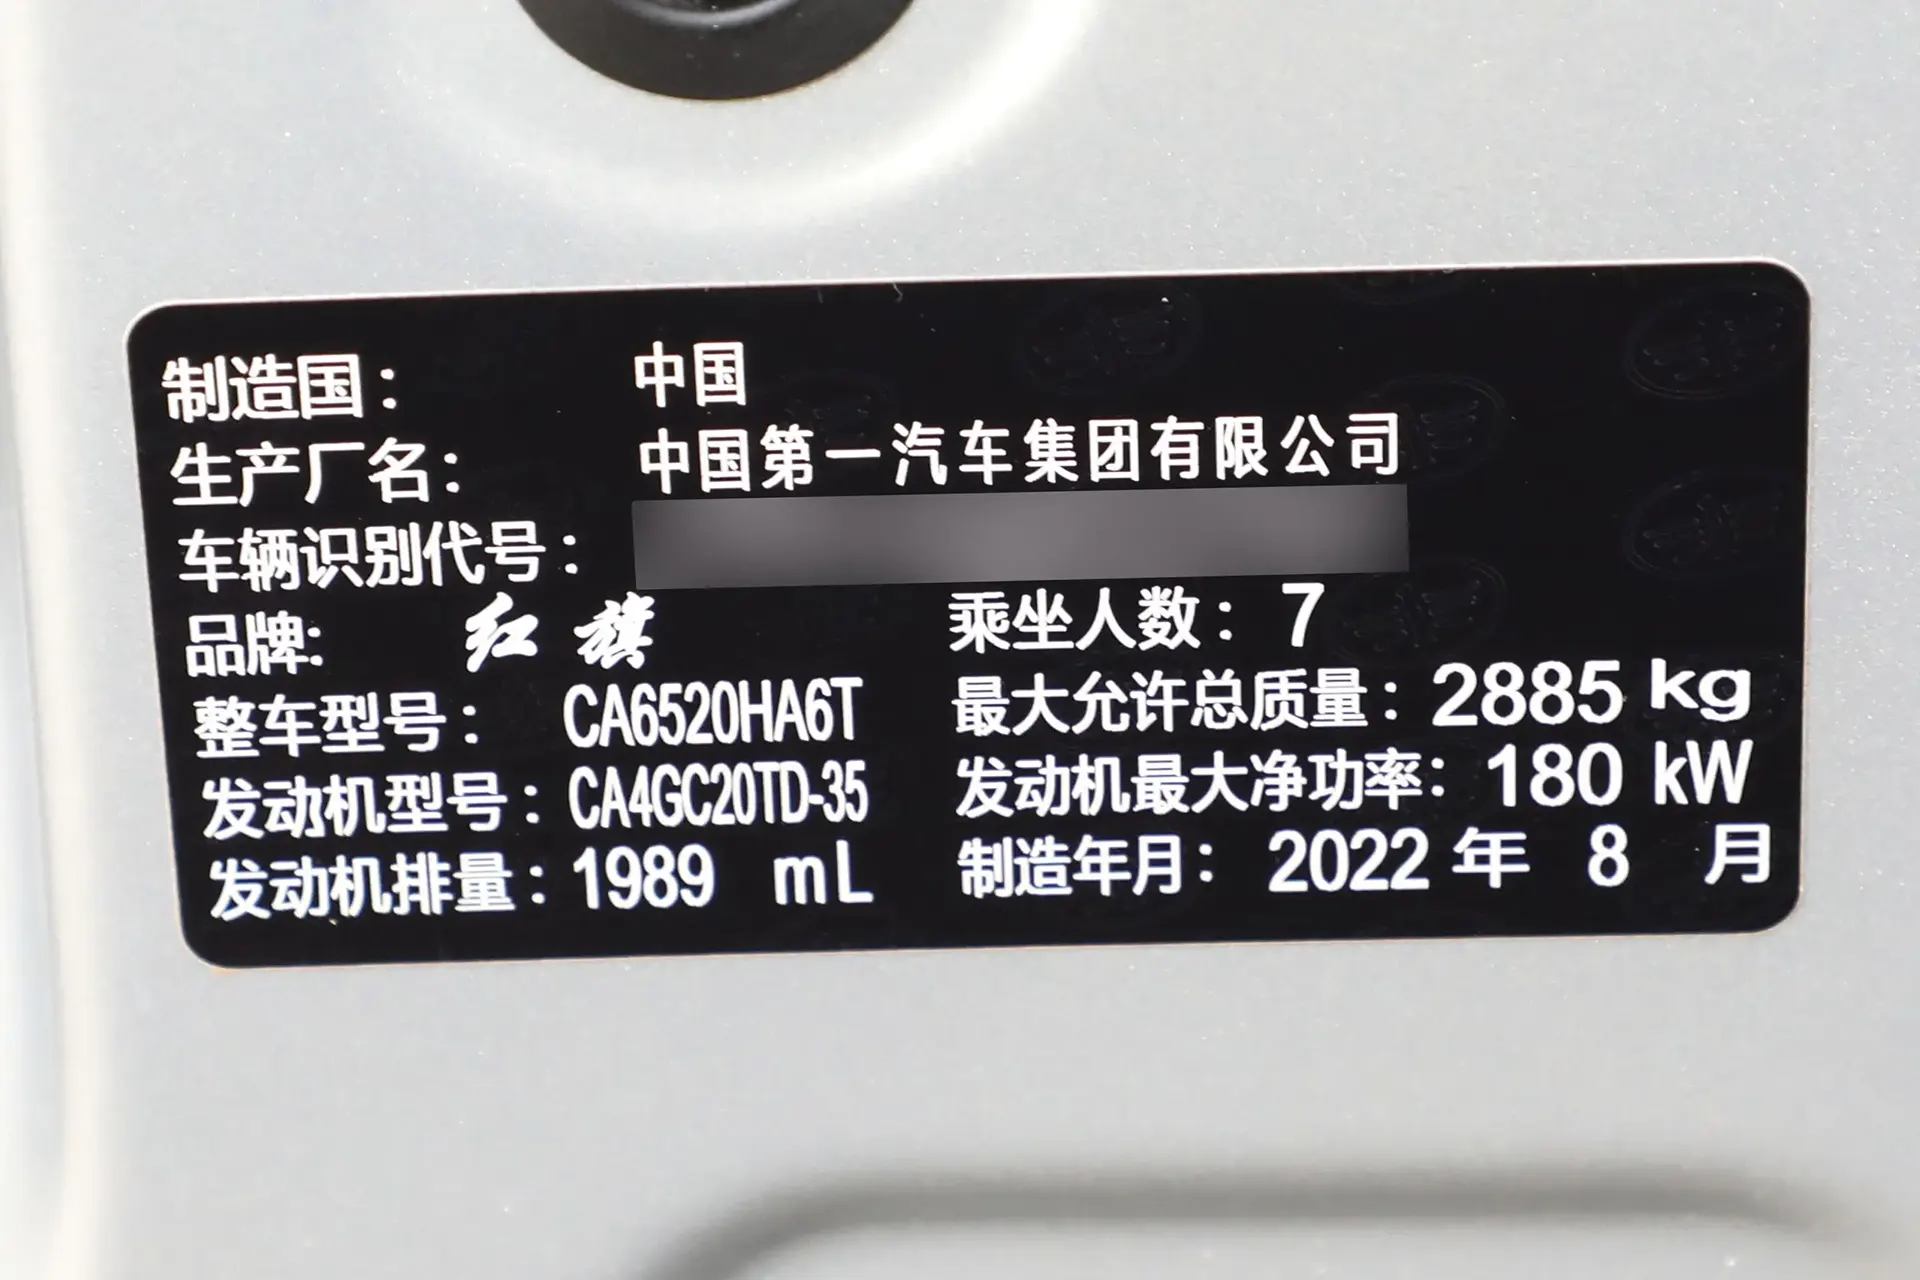 制造国： 中国
生产厂名： 中国第一汽车集团有限公司
车辆识别代号：
品牌: 红旗 乘坐人数：7
整车型号： CA6520HA6T 最大允许总质量：2885 kg
发动机型号：CA4GC20TD-35 发动机最大净功率：180 kW
发动机排量：1989 mL 制造年月： 2022 年 8 月